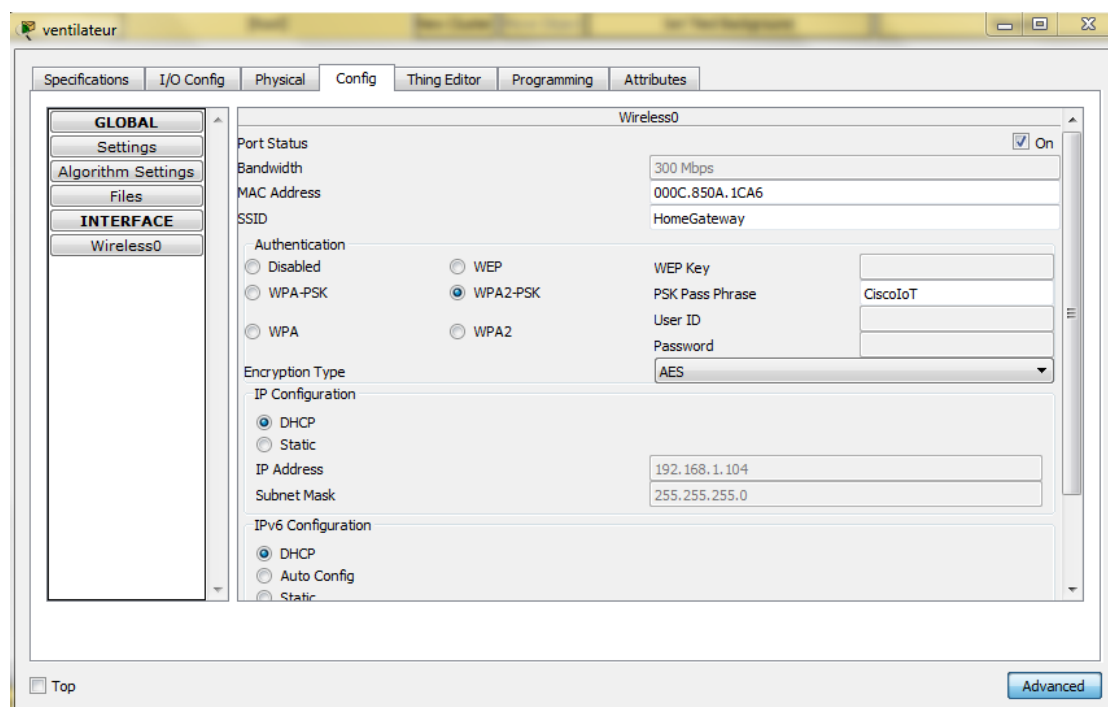 ventilateur
Specifications I/O Config Physical Config Thing Editor Programming Attributes
GLOBAL
Settings
Algorithm Settings
Files
INTERFACE
Wireless0
Wireless0
Port Status On
Bandwidth 300 Mbps
MAC Address 000C.850A.1CA6
SSID HomeGateway
Authentication
Disabled WEP WEP Key
WPA-PSK WPA2-PSK PSK Pass Phrase CiscoIoT
User ID
WPA WPA2
Password
Encryption Type AES
IP Configuration
DHCP
Static
IP Address 192.168.1.104
Subnet Mask 255.255.255.0
IPv6 Configuration
DHCP
Auto Config
Static
Top Advanced